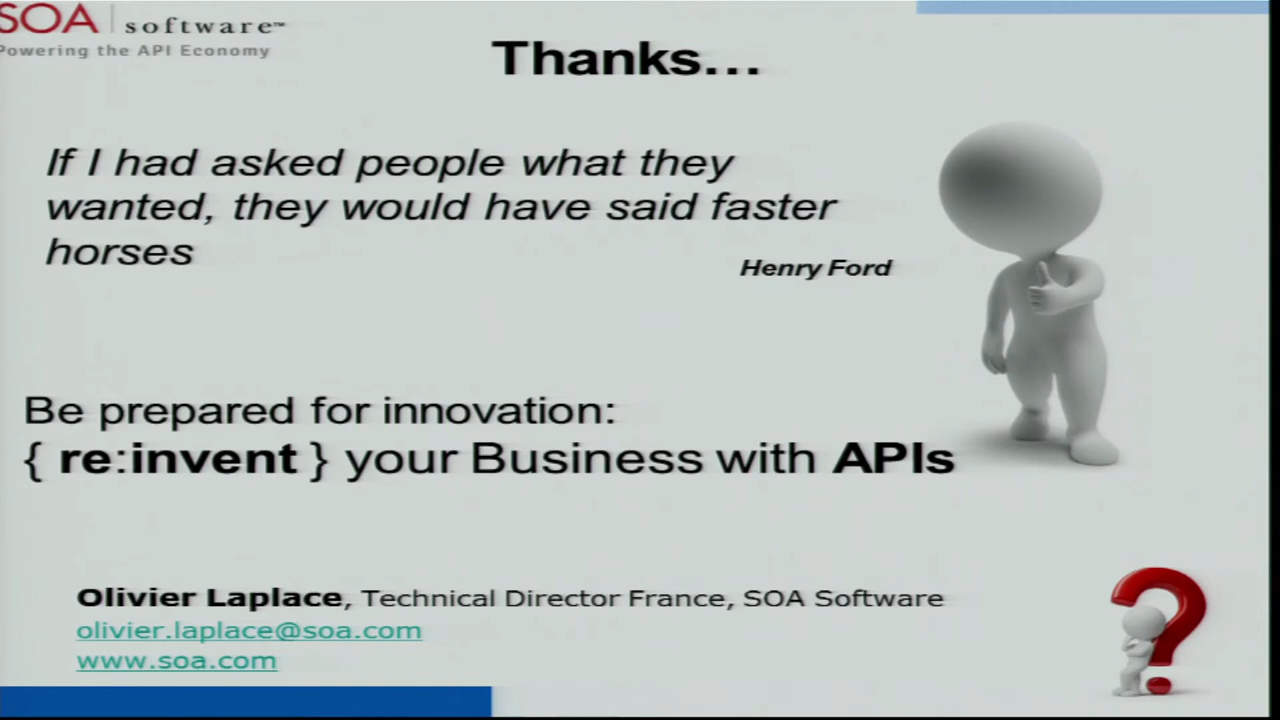 SOA software™
Powering the API Economy
Thanks...
If I had asked people what they
wanted, they would have said faster
horses
Henry Ford
Be prepared for innovation:
{ re:invent } your Business with APIs
Olivier Laplace, Technical Director France, SOA Software
olivier.laplace@soa.com
www.soa.com